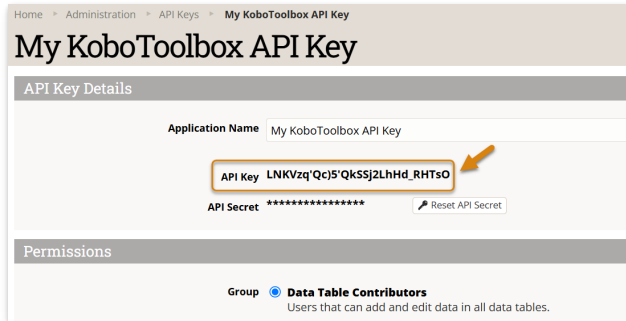 Home ▸ Administration ▸ API Keys ▸ My KoboToolbox API Key
My KoboToolbox API Key
API Key Details
Application Name My KoboToolbox API Key
API Key LNKVzq'Qc)5'QkSSj2LhHd_RHTsO
API Secret **************** Reset API Secret
Permissions
Group Data Table Contributors
Users that can add and edit data in all data tables.